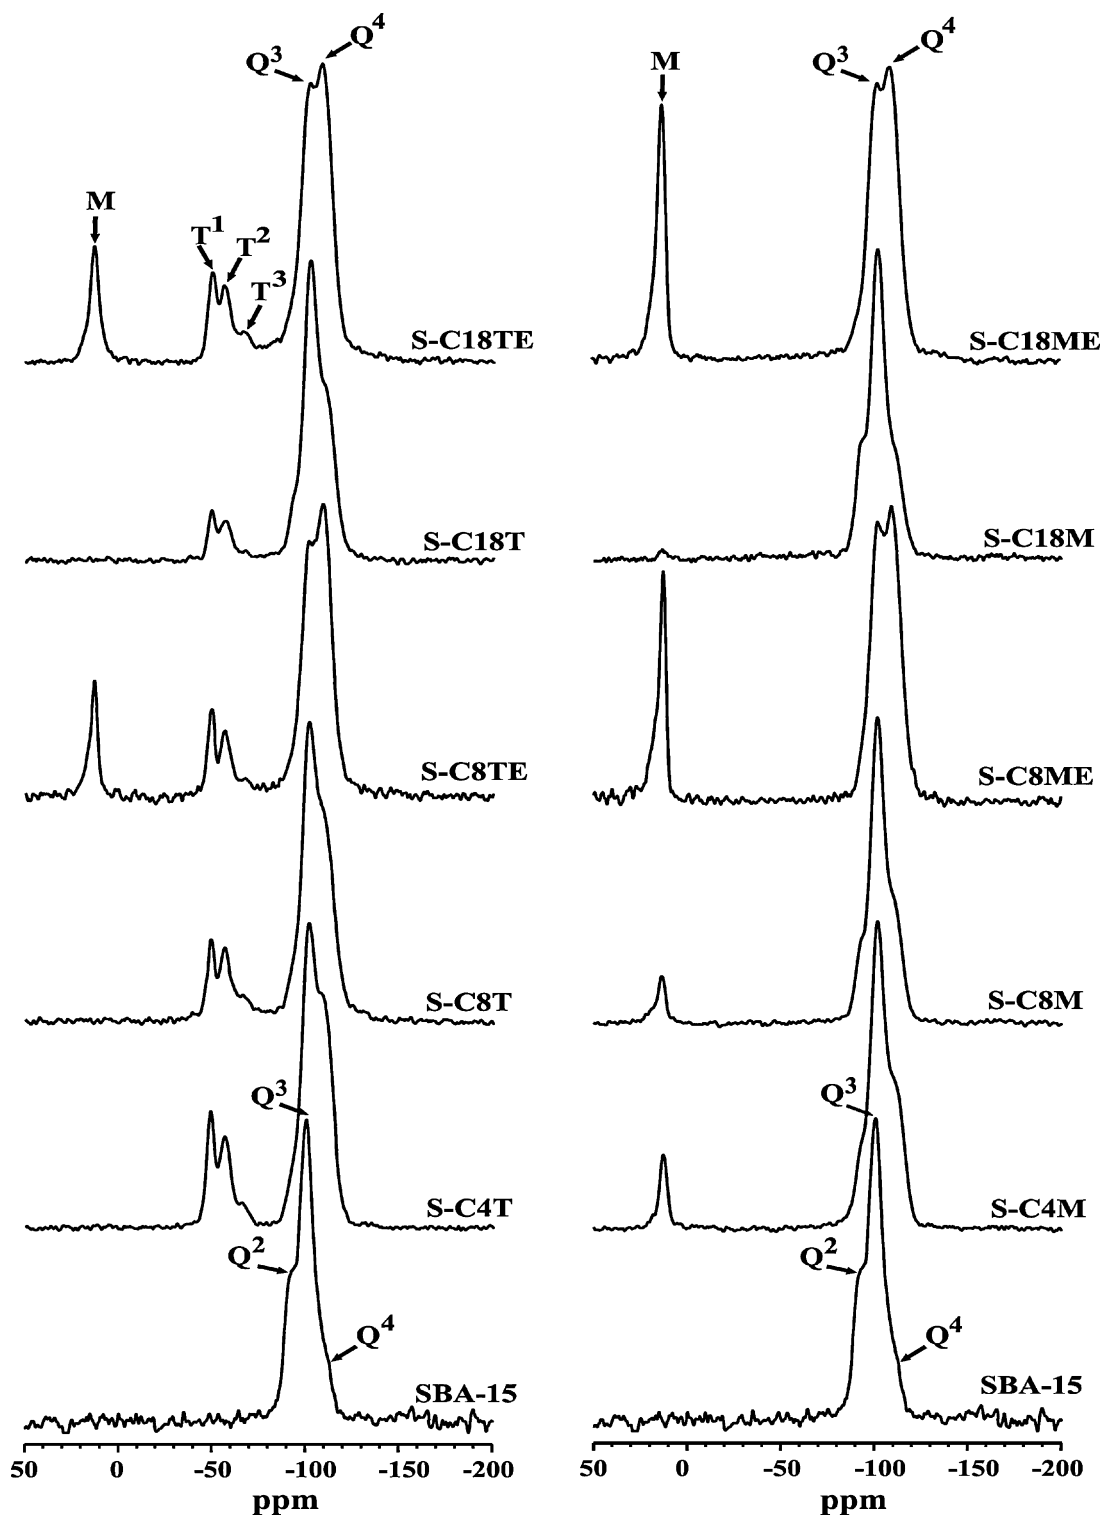 Q³ Q⁴
M
T¹ T² T³
S-C18TE
S-C18T
S-C8TE
S-C8T
Q³
S-C4T
Q²
Q⁴
SBA-15
50 0 -50 -100 -150 -200
ppm
Q³ Q⁴
M
S-C18ME
S-C18M
S-C8ME
S-C8M
Q³
S-C4M
Q²
Q⁴
SBA-15
50 0 -50 -100 -150 -200
ppm